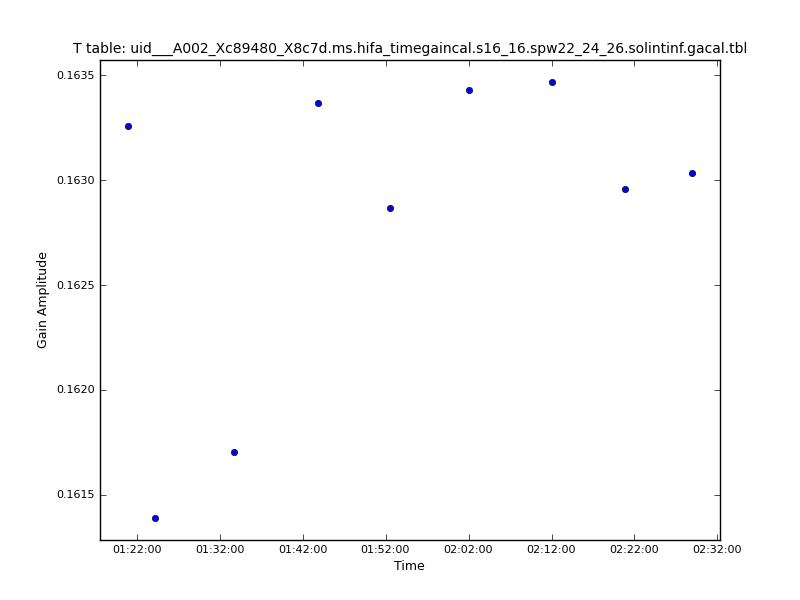 T table: uid___A002_Xc89480_X8c7d.ms.hifa_timegaincal.s16_16.spw22_24_26.solintinf.gacal.tbl
0.1635
0.1630
0.1625
0.1620
0.1615
Gain Amplitude
01:22:00 01:32:00 01:42:00 01:52:00 02:02:00 02:12:00 02:22:00 02:32:00
Time